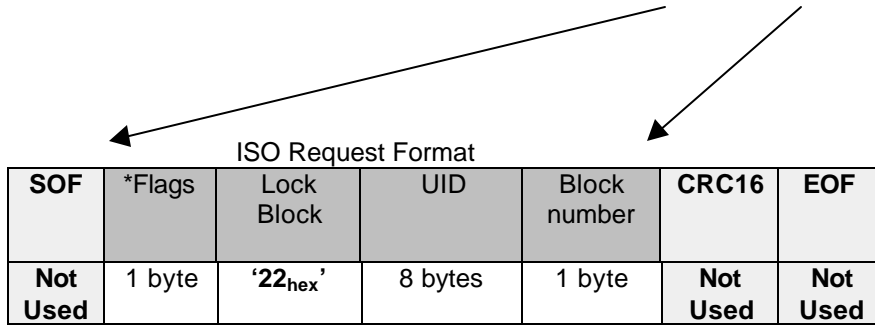 ISO Request Format
SOF *Flags Lock Block UID Block number CRC16 EOF
Not Used 1 byte ‘22hex’ 8 bytes 1 byte Not Used Not Used